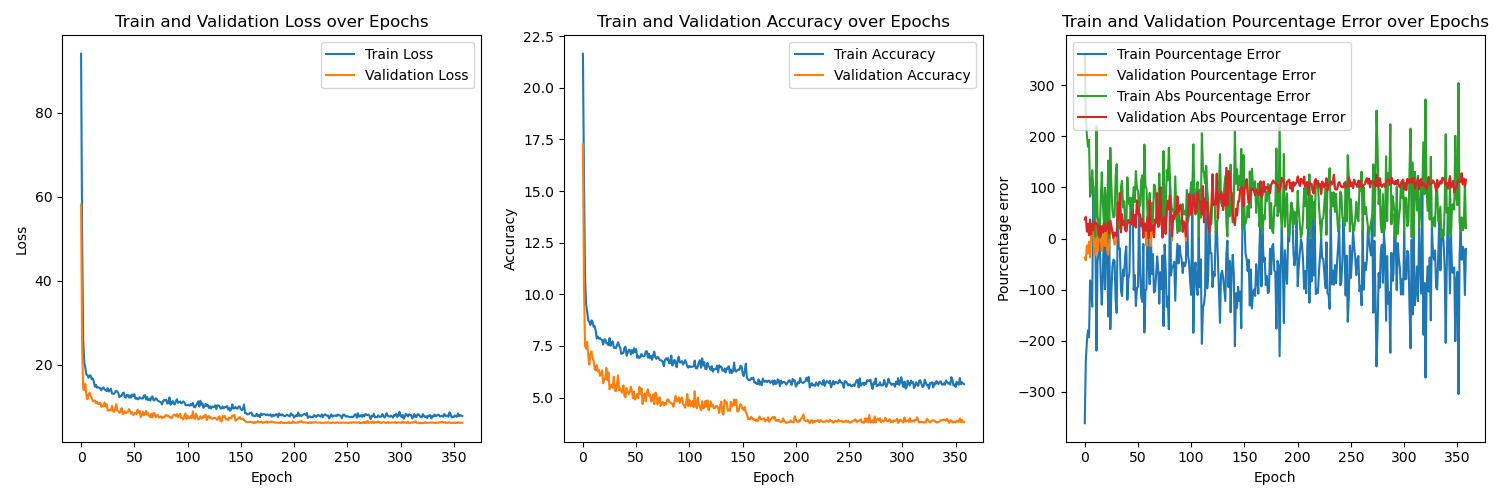 Train and Validation Loss over Epochs
Train Loss
Validation Loss
Loss
80
60
40
20
0 50 100 150 200 250 300 350
Epoch
Train and Validation Accuracy over Epochs
Train Accuracy
Validation Accuracy
Accuracy
22.5
20.0
17.5
15.0
12.5
10.0
7.5
5.0
0 50 100 150 200 250 300 350
Epoch
Train and Validation Pourcentage Error over Epochs
Train Pourcentage Error
Validation Pourcentage Error
Train Abs Pourcentage Error
Validation Abs Pourcentage Error
Pourcentage error
300
200
100
0
−100
−200
−300
0 50 100 150 200 250 300 350
Epoch